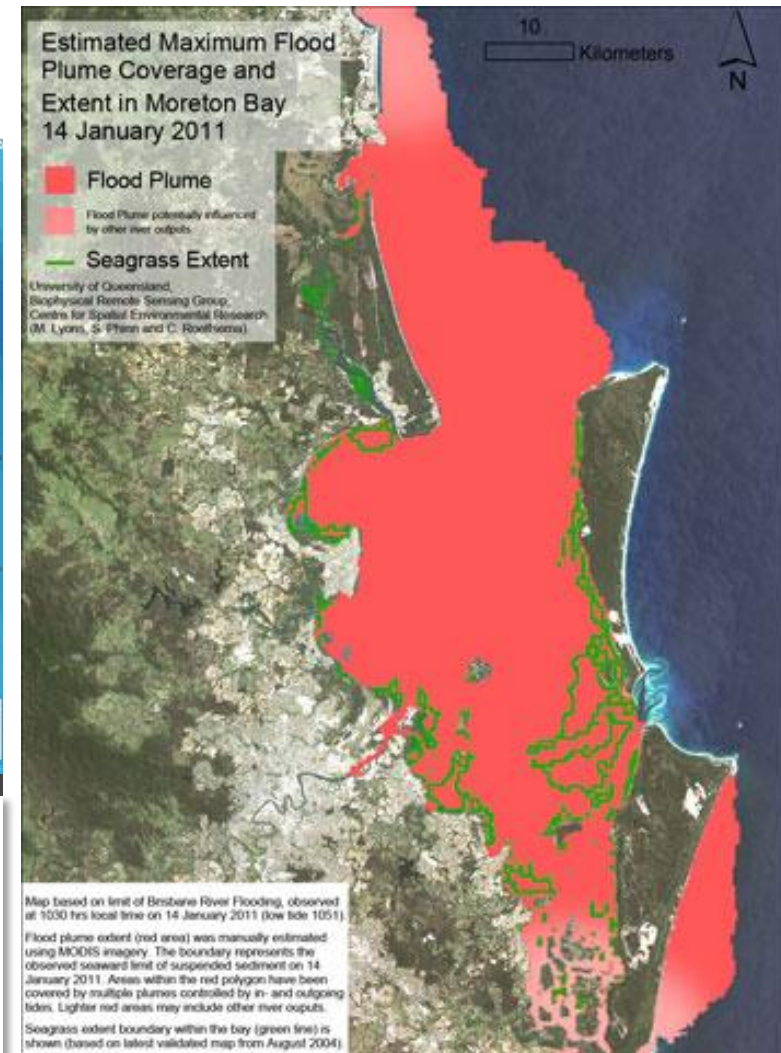 Estimated Maximum Flood
Plume Coverage and
Extent in Moreton Bay
14 January 2011
Flood Plume
Flood Plume potentially influenced
by other river outputs
Seagrass Extent
University of Queensland,
Biophysical Remote Sensing Group,
Centre for Spatial Environmental Research
(M. Lyons, S. Phinn and C. Roelfsema)
10
Kilometers
N
Map based on limit of Brisbane River Flooding, observed
at 1030 hrs local time on 14 January 2011 (low tide 1051).
Flood plume extent (red area) was manually estimated
using MODIS imagery. The boundary represents the
observed seaward limit of suspended sediment on 14
January 2011. Areas within the red polygon have been
covered by multiple plumes controlled by in- and outgoing
tides. Lighter red areas may include other river ouputs.
Seagrass extent boundary within the bay (green line) is
shown (based on latest validated map from August 2004)